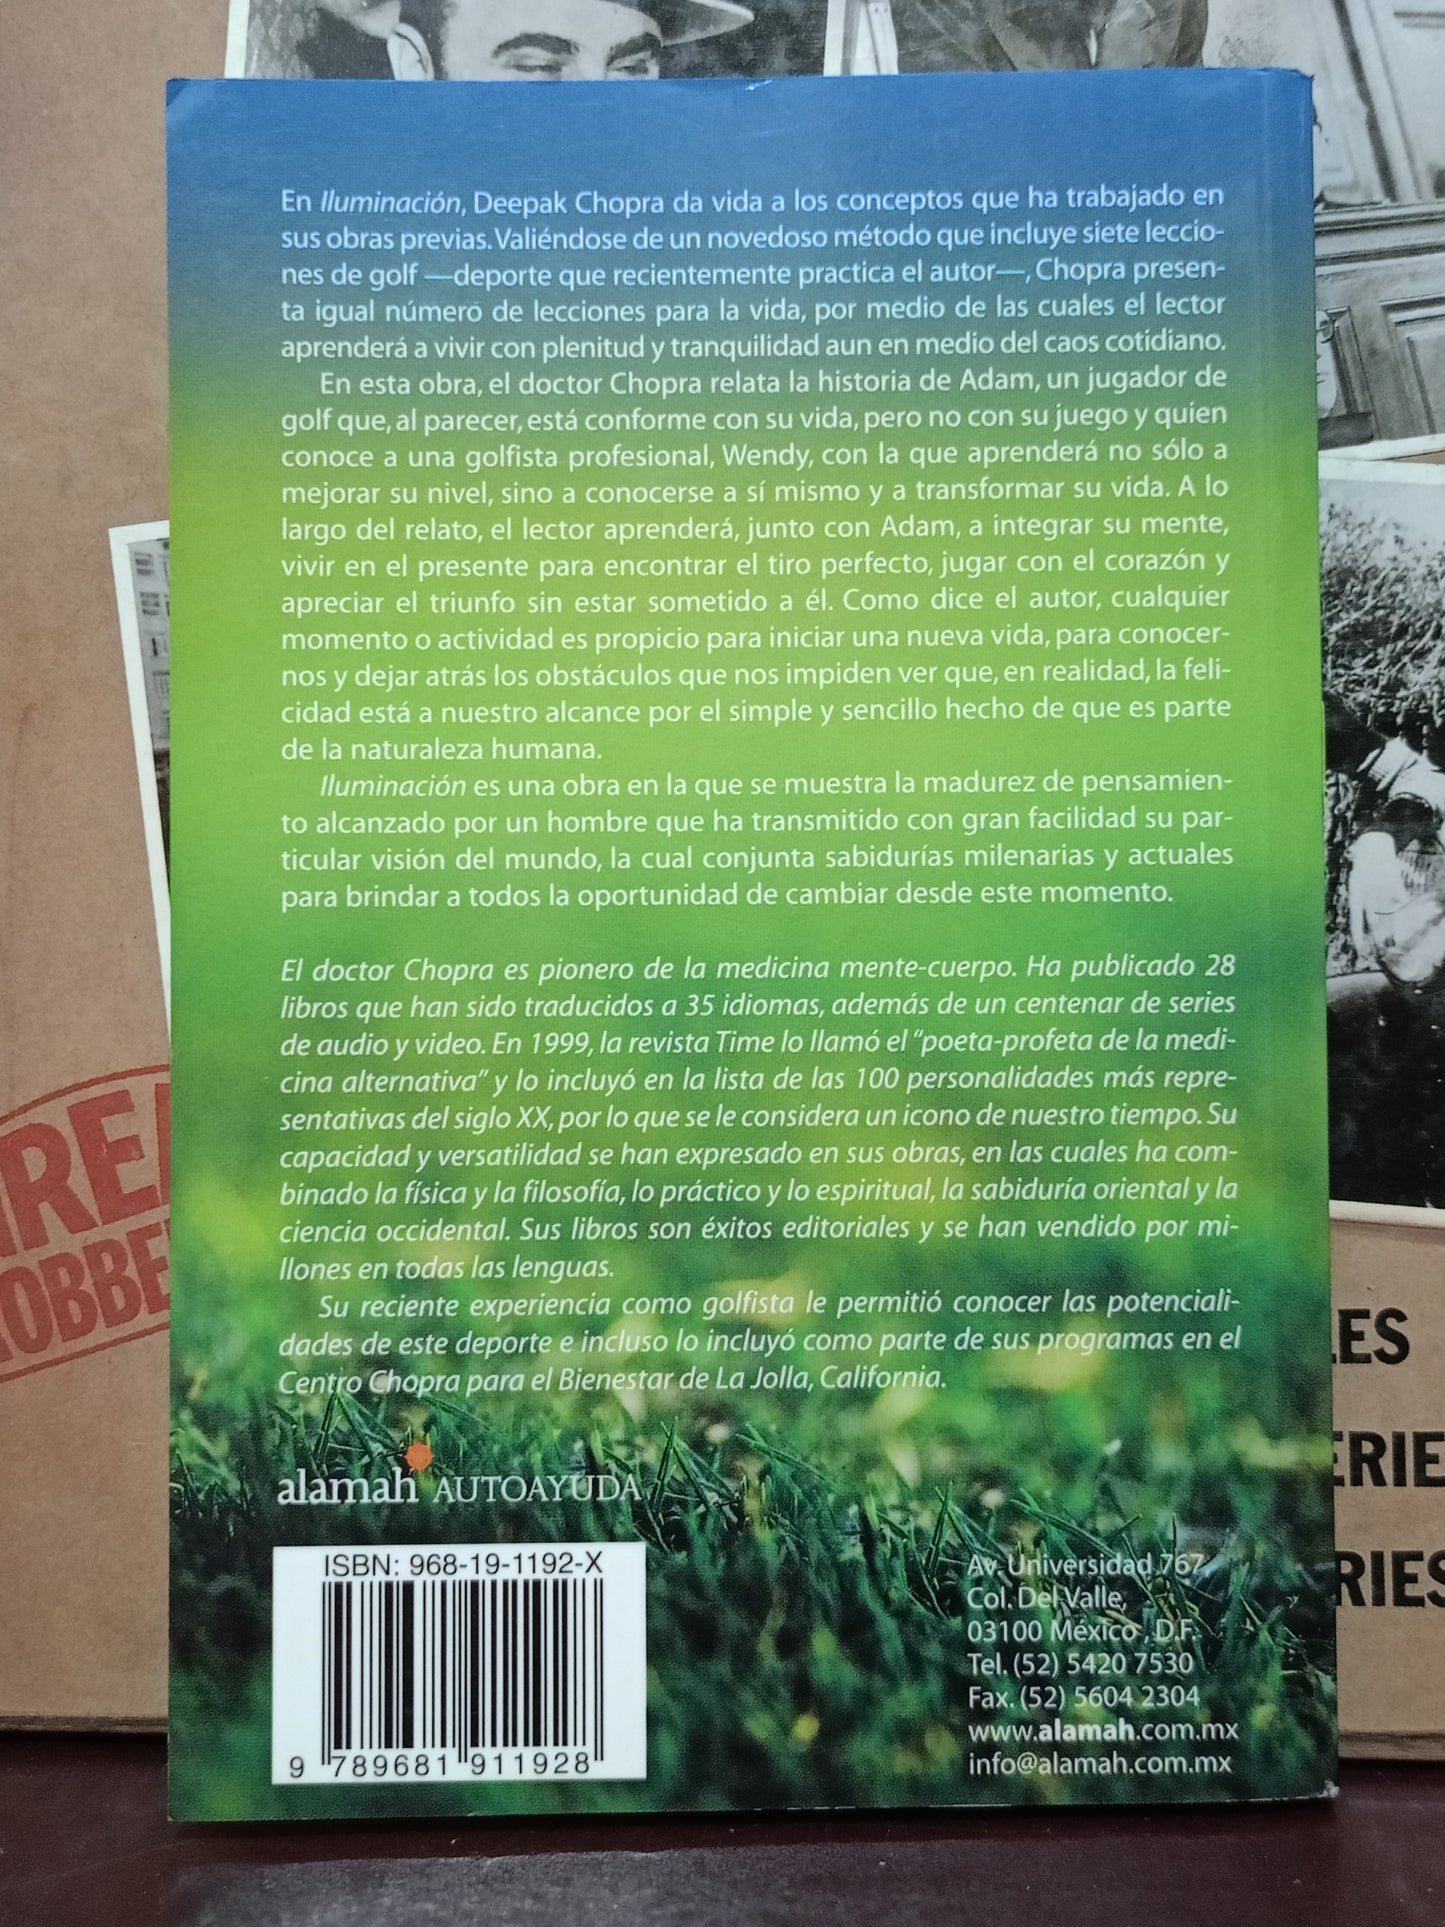 En Iluminación, Deepak Chopra da vida a los conceptos que ha trabajado en
sus obras previas. Valiéndose de un novedoso método que incluye siete leccio-
nes de golf —deporte que recientemente practica el autor—, Chopra presen-
ta igual número de lecciones para la vida, por medio de las cuales el lector
aprenderá a vivir con plenitud y tranquilidad aun en medio del caos cotidiano.
En esta obra, el doctor Chopra relata la historia de Adam, un jugador de
golf que, al parecer, está conforme con su vida, pero no con su juego y quien
conoce a una golfista profesional, Wendy, con la que aprenderá no sólo a
mejorar su nivel, sino a conocerse a sí mismo y a transformar su vida. A lo
largo del relato, el lector aprenderá, junto con Adam, a integrar su mente,
vivir en el presente para encontrar el tiro perfecto, jugar con el corazón y
apreciar el triunfo sin estar sometido a él. Como dice el autor, cualquier
momento o actividad es propicio para iniciar una nueva vida, para conocer-
nos y dejar atrás los obstáculos que nos impiden ver que, en realidad, la feli-
cidad está a nuestro alcance por el simple y sencillo hecho de que es parte
de la naturaleza humana.
Iluminación es una obra en la que se muestra la madurez de pensamien-
to alcanzado por un hombre que ha transmitido con gran facilidad su par-
ticular visión del mundo, la cual conjunta sabidurías milenarias y actuales
para brindar a todos la oportunidad de cambiar desde este momento.
El doctor Chopra es pionero de la medicina mente-cuerpo. Ha publicado 28
libros que han sido traducidos a 35 idiomas, además de un centenar de series
de audio y video. En 1999, la revista Time lo llamó el “poeta-profeta de la medi-
cina alternativa” y lo incluyó en la lista de las 100 personalidades más repre-
sentativas del siglo XX, por lo que se le considera un icono de nuestro tiempo. Su
capacidad y versatilidad se han expresado en sus obras, en las cuales ha com-
binado la física y la filosofía, lo práctico y lo espiritual, la sabiduría oriental y la
ciencia occidental. Sus libros son éxitos editoriales y se han vendido por mi-
llones en todas las lenguas.
Su reciente experiencia como golfista le permitió conocer las potenciali-
dades de este deporte e incluso lo incluyó como parte de sus programas en el
Centro Chopra para el Bienestar de La Jolla, California.
alamah AUTOAYUDA
ISBN: 968-19-1192-X
9 789681 911928
Av. Universidad 767
Col. Del Valle,
03100 México, D.F.
Tel. (52) 5420 7530
Fax. (52) 5604 2304
www.alamah.com.mx
info@alamah.com.mx